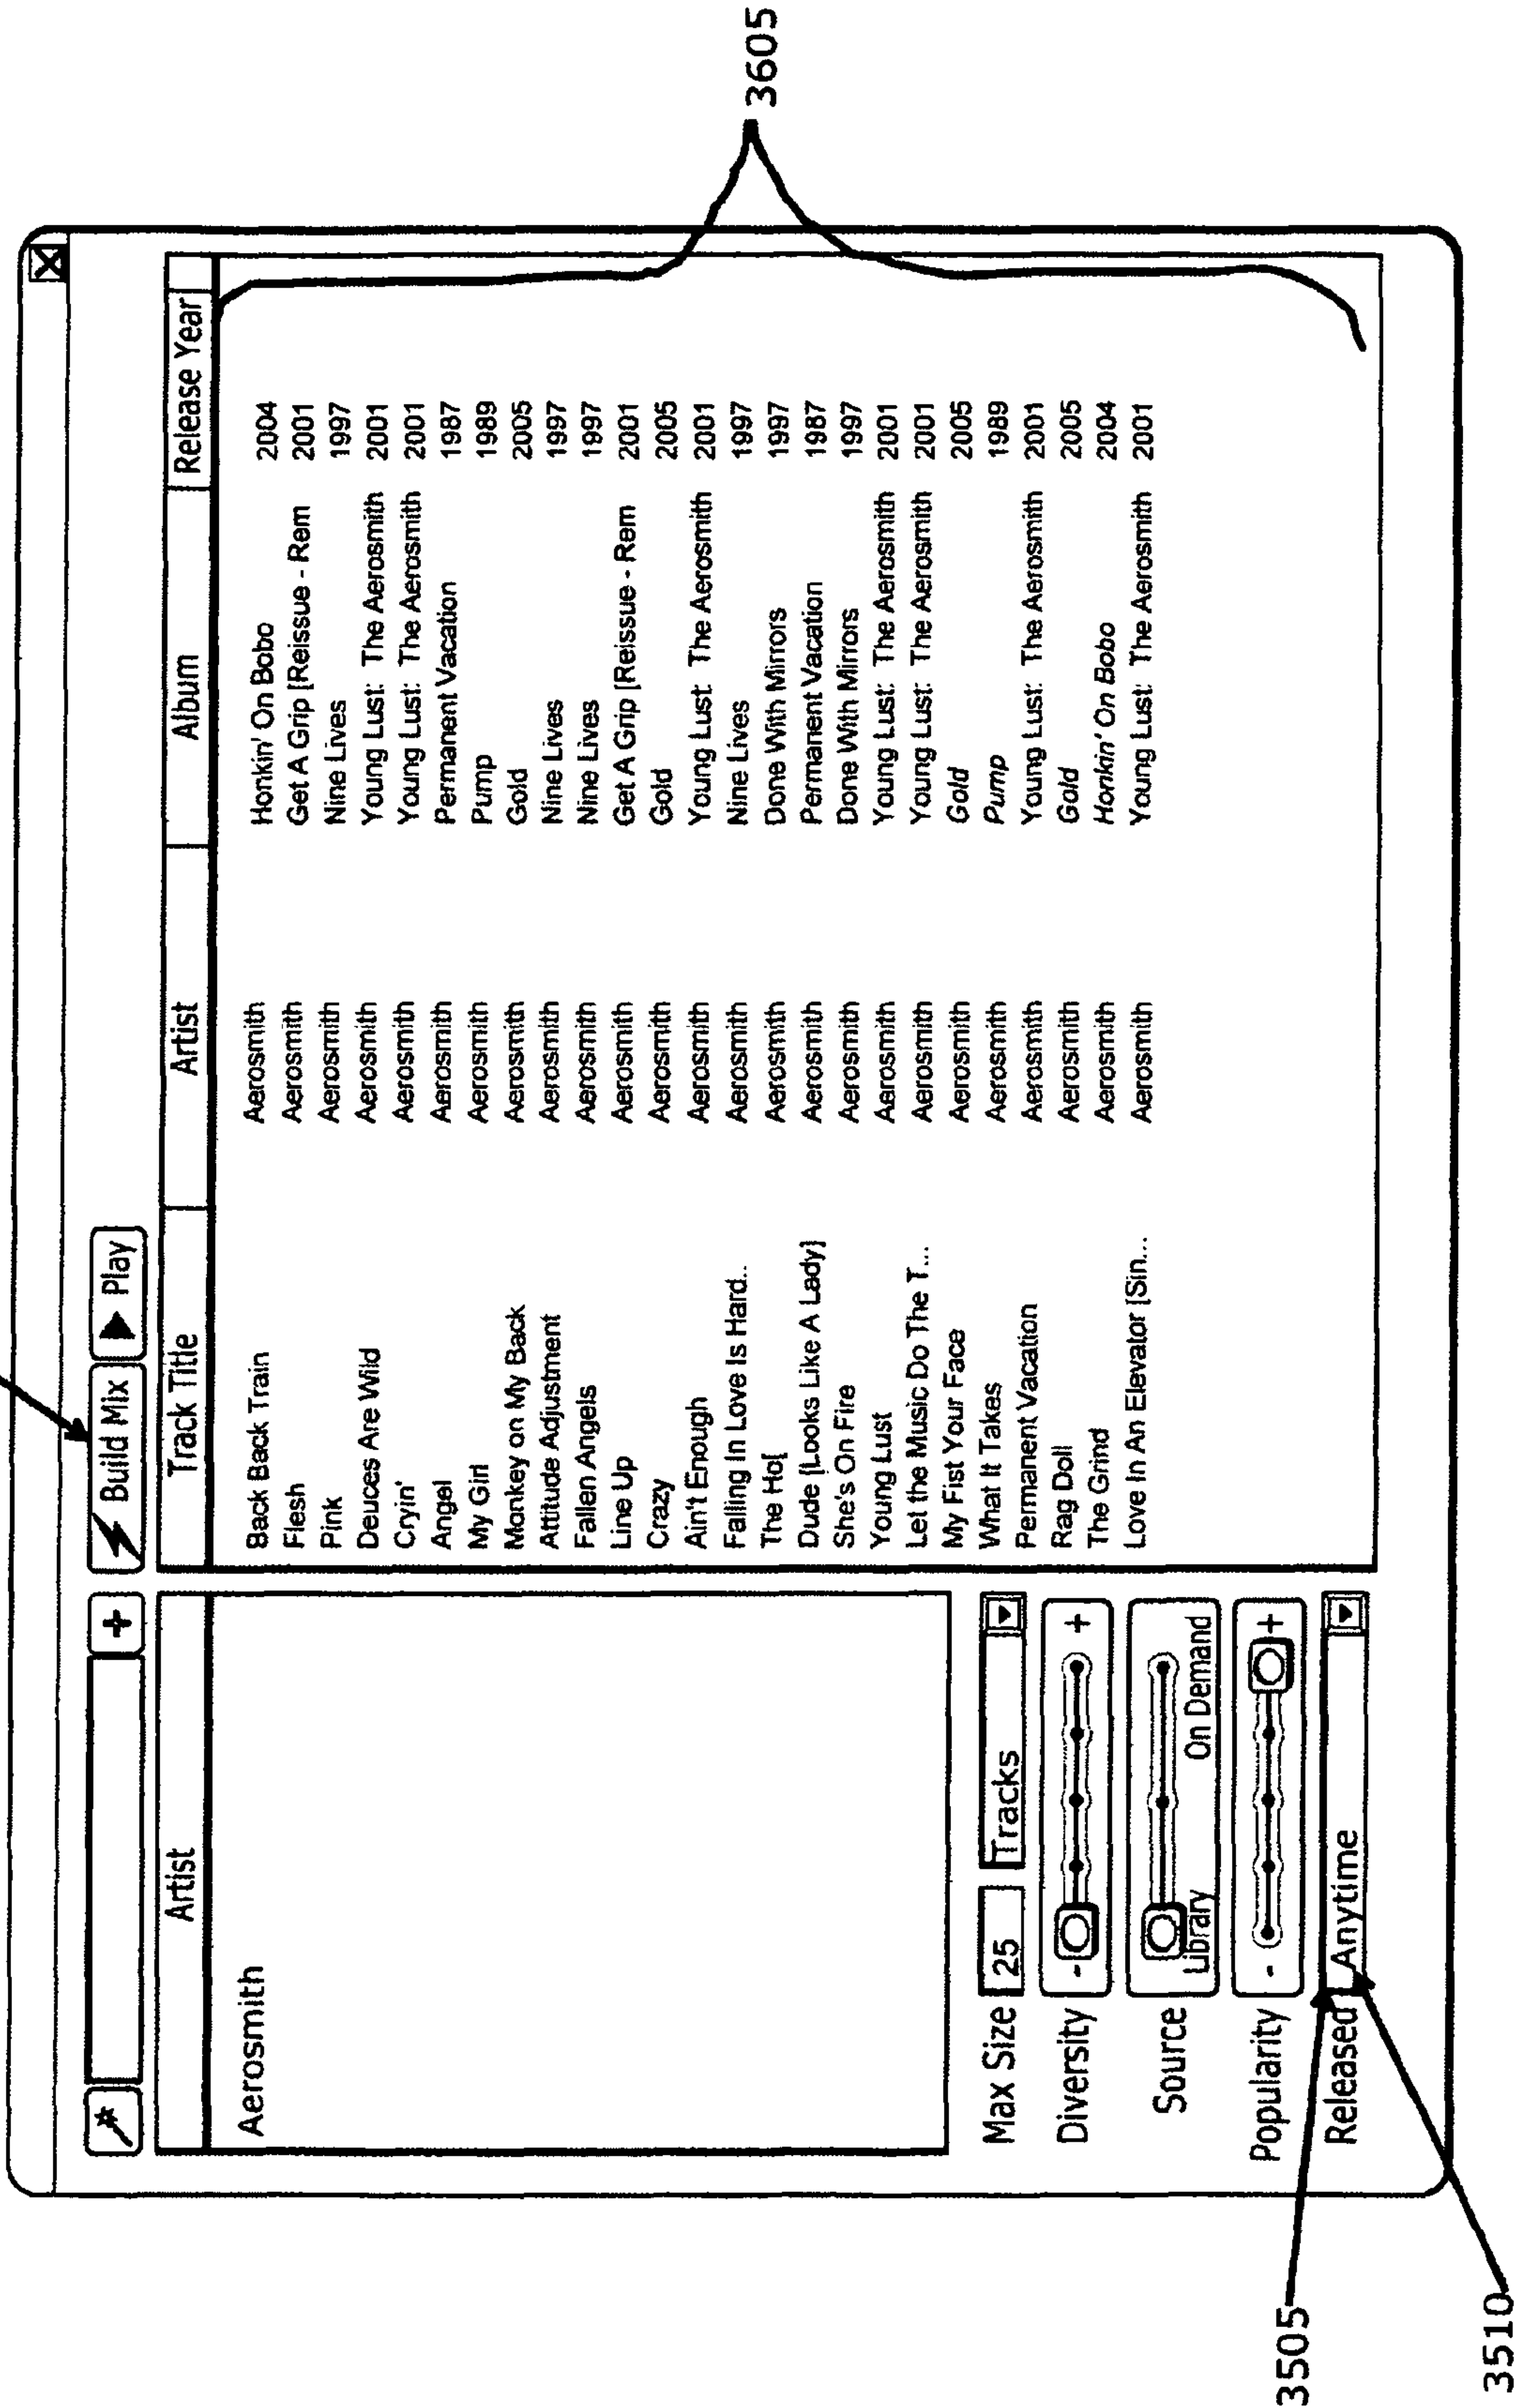 Build Mix Play
Artist Track Title Artist Album Release Year
Aerosmith
Back Back Train Aerosmith Honkin' On Bobo 2004
Flesh Aerosmith Get A Grip [Reissue - Rem 2001
Pink Aerosmith Nine Lives 1997
Deuces Are Wild Aerosmith Young Lust: The Aerosmith 2001
Cryin' Aerosmith Young Lust: The Aerosmith 2001
Angel Aerosmith Permanent Vacation 1987
My Girl Aerosmith Pump 1989
Monkey on My Back Aerosmith Gold 2005
Attitude Adjustment Aerosmith Nine Lives 1997
Fallen Angels Aerosmith Nine Lives 1997
Line Up Aerosmith Get A Grip [Reissue - Rem 2001
Crazy Aerosmith Gold 2005
Ain't Enough Aerosmith Young Lust: The Aerosmith 2001
Falling In Love Is Hard.. Aerosmith Nine Lives 1997
The Ho[ Aerosmith Done With Mirrors 1997
Dude [Looks Like A Lady] Aerosmith Permanent Vacation 1987
She's On Fire Aerosmith Done With Mirrors 1997
Young Lust Aerosmith Young Lust: The Aerosmith 2001
Let the Music Do The T... Aerosmith Young Lust: The Aerosmith 2001
My Fist Your Face Aerosmith Gold 2005
What It Takes Aerosmith Pump 1989
Permanent Vacation Aerosmith Young Lust: The Aerosmith 2001
Rag Doll Aerosmith Gold 2005
The Grind Aerosmith Honkin' On Bobo 2004
Love In An Elevator [Sin... Aerosmith Young Lust: The Aerosmith 2001
Max Size 25 Tracks
Diversity - +
Source Library On Demand
Popularity - +
Released Anytime
3505
3510
3605